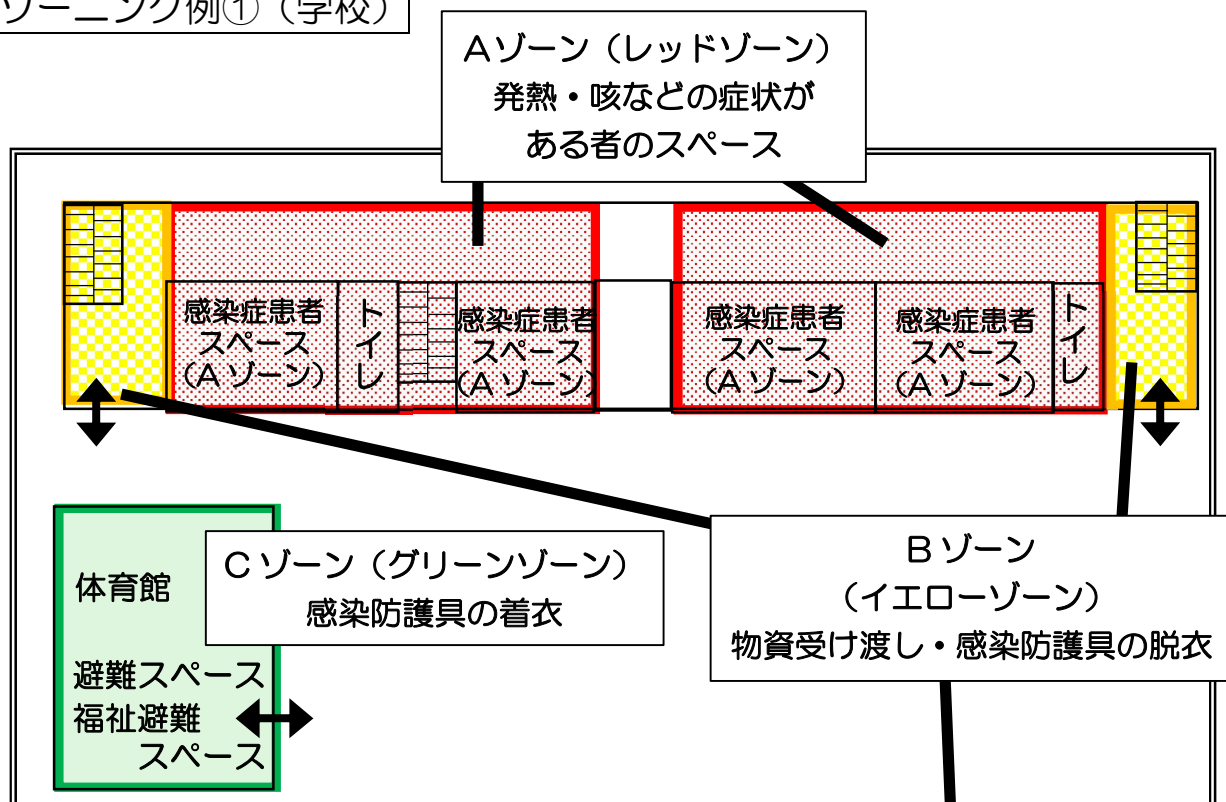 ゾーニング例①（学校）
Aゾーン（レッドゾーン）
発熱・咳などの症状が
ある者のスペース
感染症患者
スペース
（A ゾーン）
トイレ
感染症患者
スペース
（A ゾーン）
感染症患者
スペース
（A ゾーン）
感染症患者
スペース
（A ゾーン）
トイレ
体育館
避難スペース
福祉避難
スペース
C ゾーン（グリーンゾーン）
感染防護具の着衣
B ゾーン
（イエローゾーン）
物資受け渡し・感染防護具の脱衣